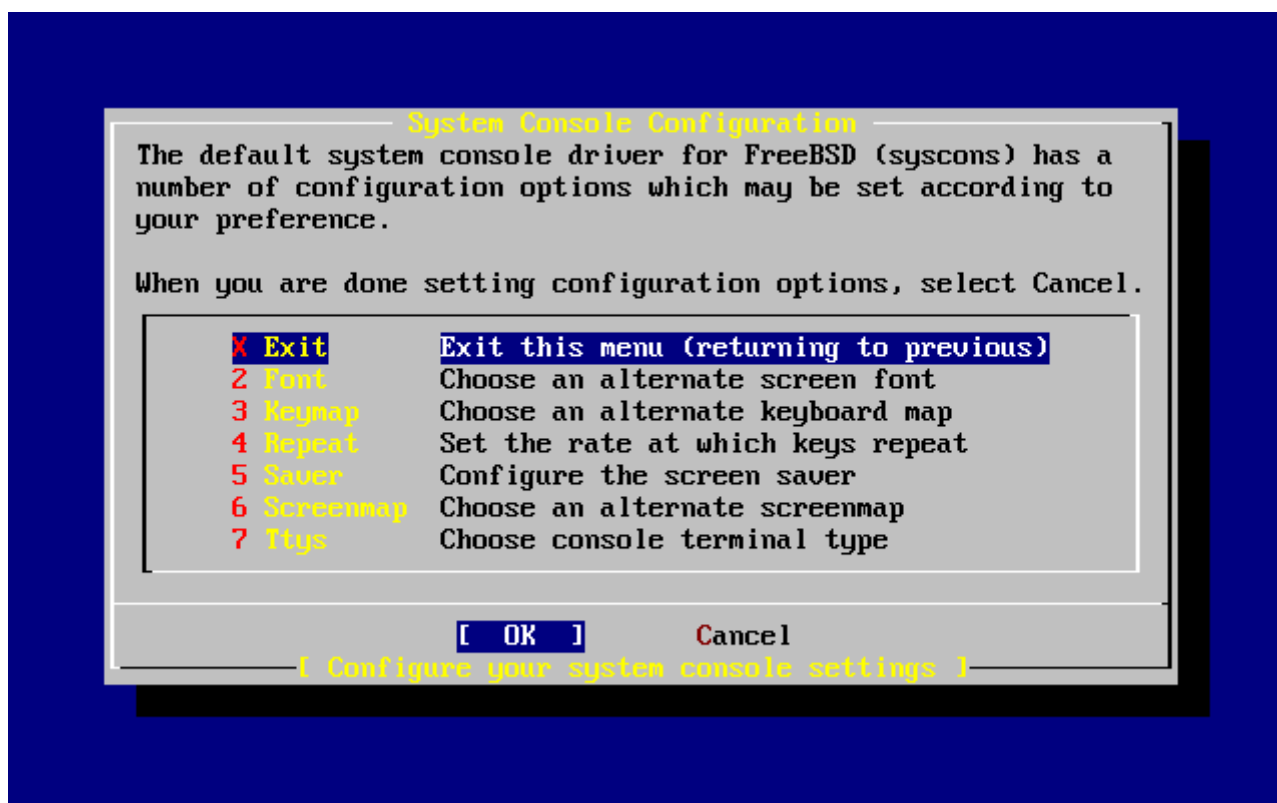 System Console Configuration
The default system console driver for FreeBSD (syscons) has a
number of configuration options which may be set according to
your preference.
When you are done setting configuration options, select Cancel.
X Exit Exit this menu (returning to previous)
2 Font Choose an alternate screen font
3 Keymap Choose an alternate keyboard map
4 Repeat Set the rate at which keys repeat
5 Saver Configure the screen saver
6 Screenmap Choose an alternate screenmap
7 Ttys Choose console terminal type
[ OK ] Cancel
[ Configure your system console settings ]